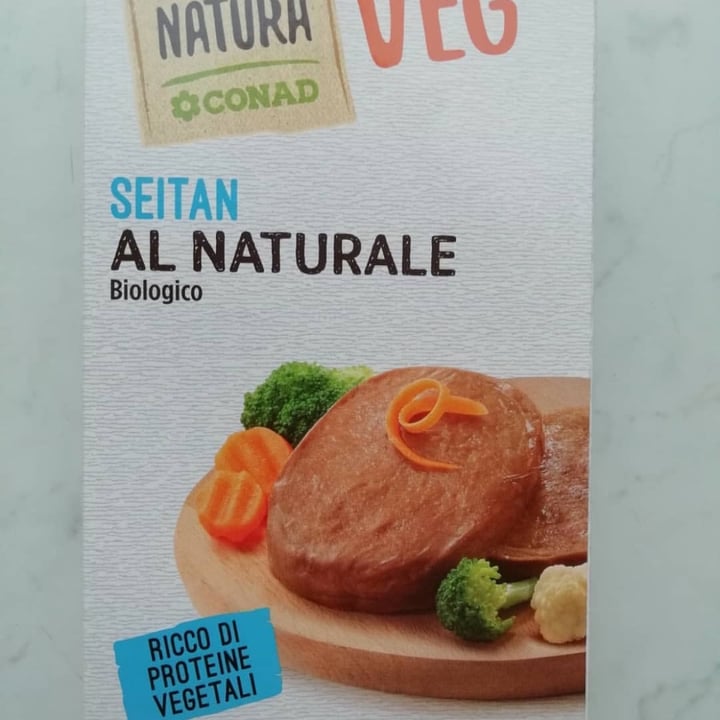 NATURA
VEG
CONAD
SEITAN
AL NATURALE
Biologico
RICCO DI
PROTEINE
VEGETALI